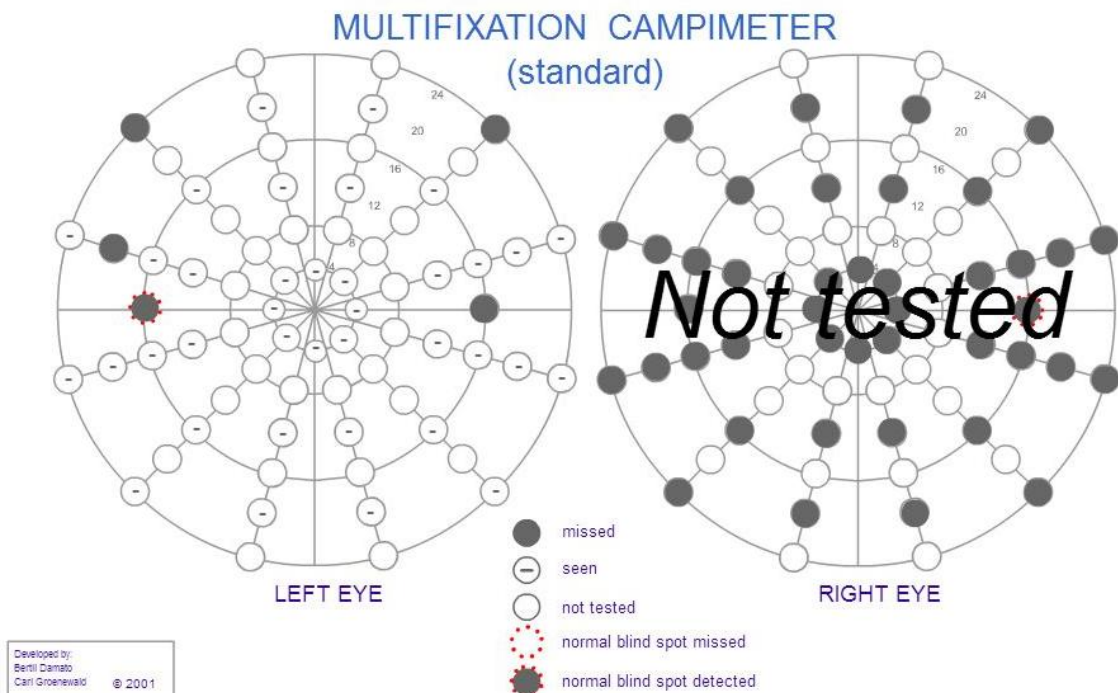 MULTIFIXATION CAMPIMETER
(standard)
24
20
16
12
8
4
24
20
16
12
8
Not tested
LEFT EYE
RIGHT EYE
missed
seen
not tested
normal blind spot missed
normal blind spot detected
Developed by:
Bertil Damato
Carl Groenewald © 2001